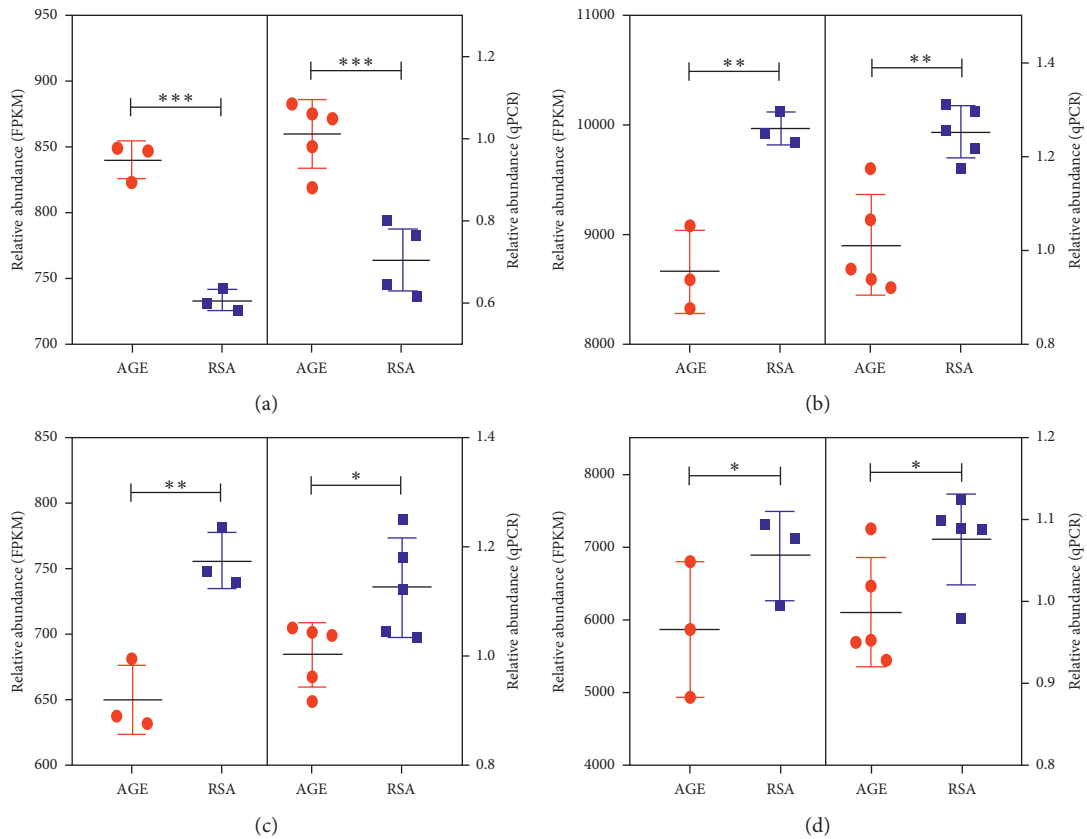 Relative abundance (FPKM)
950
900
850
800
750
700
***
***
1.2
1.0
0.8
0.6
Relative abundance (qPCR)
AGE RSA AGE RSA
(a)
Relative abundance (FPKM)
11000
10000
9000
8000
**
**
1.4
1.2
1.0
0.8
Relative abundance (qPCR)
AGE RSA AGE RSA
(b)
Relative abundance (FPKM)
850
800
750
700
650
600
**
*
1.4
1.2
1.0
0.8
Relative abundance (qPCR)
AGE RSA AGE RSA
(c)
Relative abundance (FPKM)
8000
7000
6000
5000
4000
*
*
1.2
1.1
1.0
0.9
0.8
Relative abundance (qPCR)
AGE RSA AGE RSA
(d)